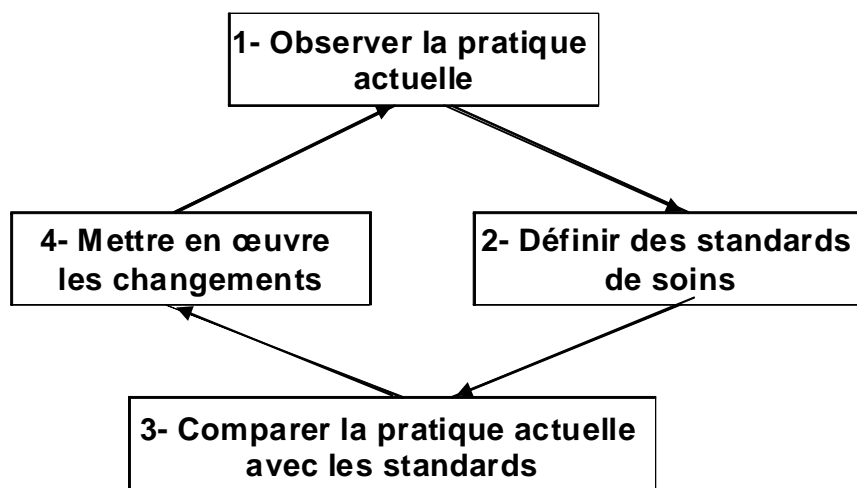 1- Observer la pratique
actuelle
4- Mettre en œuvre
les changements
2- Définir des standards
de soins
3- Comparer la pratique actuelle
avec les standards